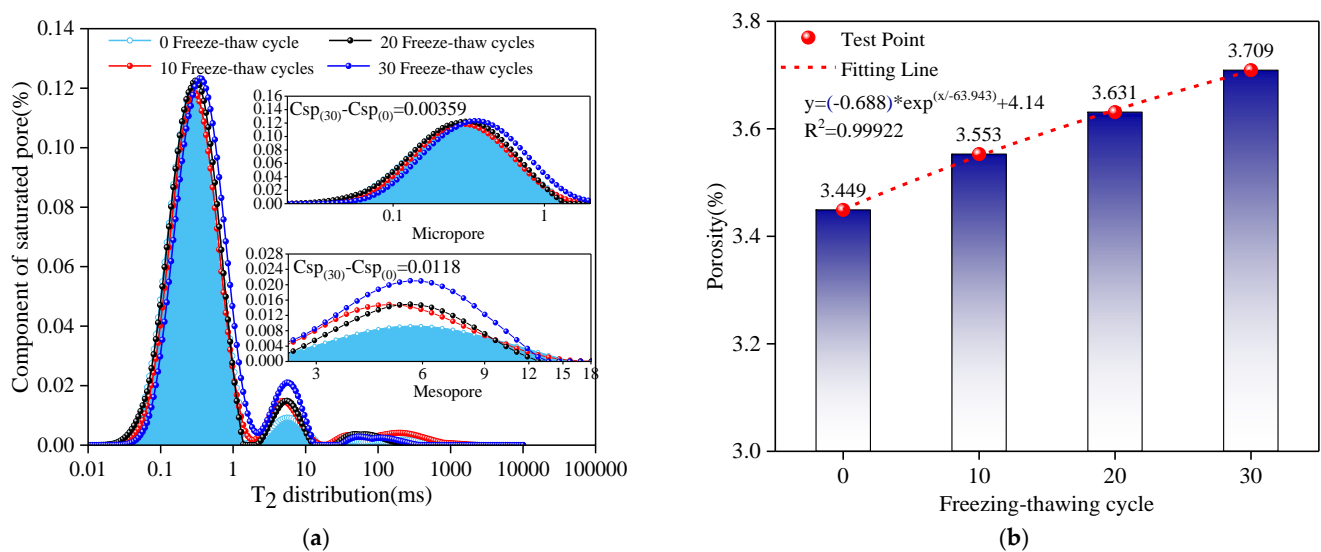 0.14
0.12
0.10
0.08
0.06
0.04
0.02
0.00
Component of saturated pore(%)
0 Freeze-thaw cycle
20 Freeze-thaw cycles
10 Freeze-thaw cycles
30 Freeze-thaw cycles
0.16
0.14
0.12
0.10
0.08
0.06
0.04
0.02
0.00
Csp(30)-Csp(0)=0.00359
0.1 1
Micropore
0.028
0.024
0.020
0.016
0.012
0.008
0.004
0.000
Csp(30)-Csp(0)=0.0118
3 6 9 12 15 18
Mesopore
0.01 0.1 1 10 100 1000 10000 100000
T2 distribution(ms)
(a)
3.8
3.6
3.4
3.2
3.0
Porosity(%)
Test Point
Fitting Line
y=(-0.688)*exp(x/-63.943)+4.14
R2=0.99922
3.449
3.553
3.631
3.709
0 10 20 30
Freezing-thawing cycle
(b)